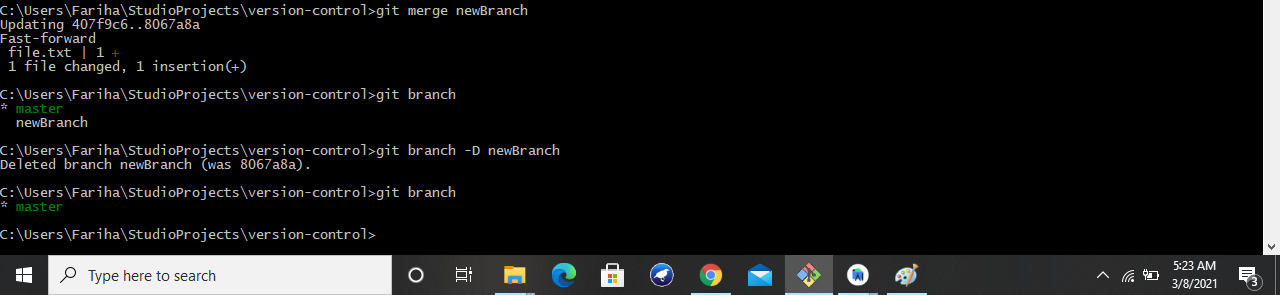 C:\Users\Fariha\StudioProjects\version-control>git merge newBranch
Updating 407f9c6..8067a8a
Fast-forward
 file.txt | 1 +
 1 file changed, 1 insertion(+)
C:\Users\Fariha\StudioProjects\version-control>git branch
* master
  newBranch
C:\Users\Fariha\StudioProjects\version-control>git branch -D newBranch
Deleted branch newBranch (was 8067a8a).
C:\Users\Fariha\StudioProjects\version-control>git branch
* master
C:\Users\Fariha\StudioProjects\version-control>
Type here to search
5:23 AM
3/8/2021
3